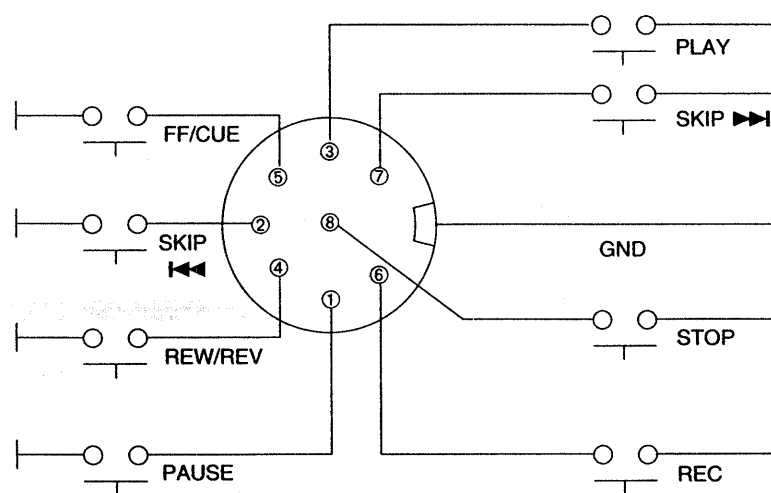 PLAY
FF/CUE
SKIP
③
⑤
⑦
②
⑧
SKIP
GND
④
⑥
①
REW/REV
STOP
PAUSE
REC